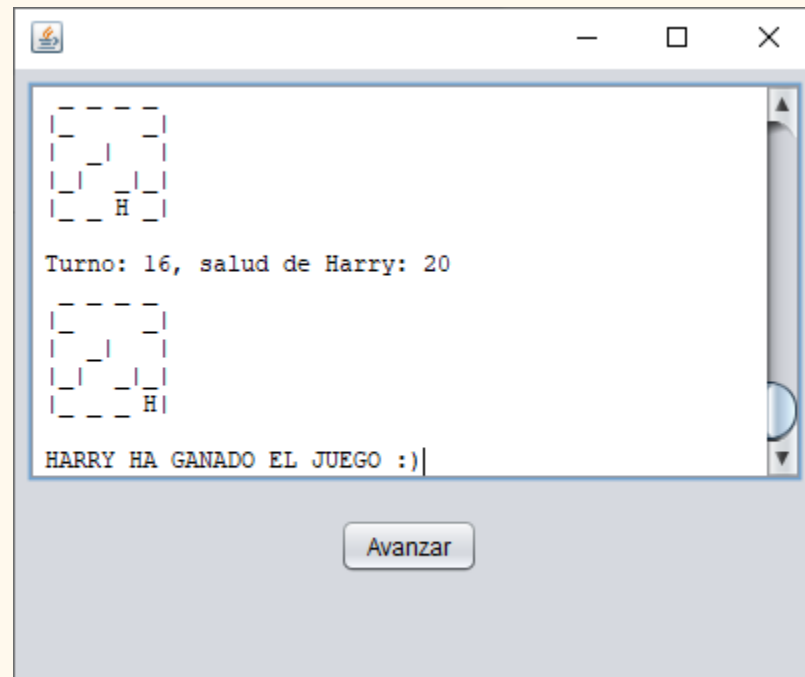 _ _ _ _
|_     _|
|  _|   |
|_|  _|_|
|_ _ H _|
Turno: 16, salud de Harry: 20
 _ _ _ _
|_     _|
|  _|   |
|_|  _|_|
|_ _ _ H|
HARRY HA GANADO EL JUEGO :)
Avanzar